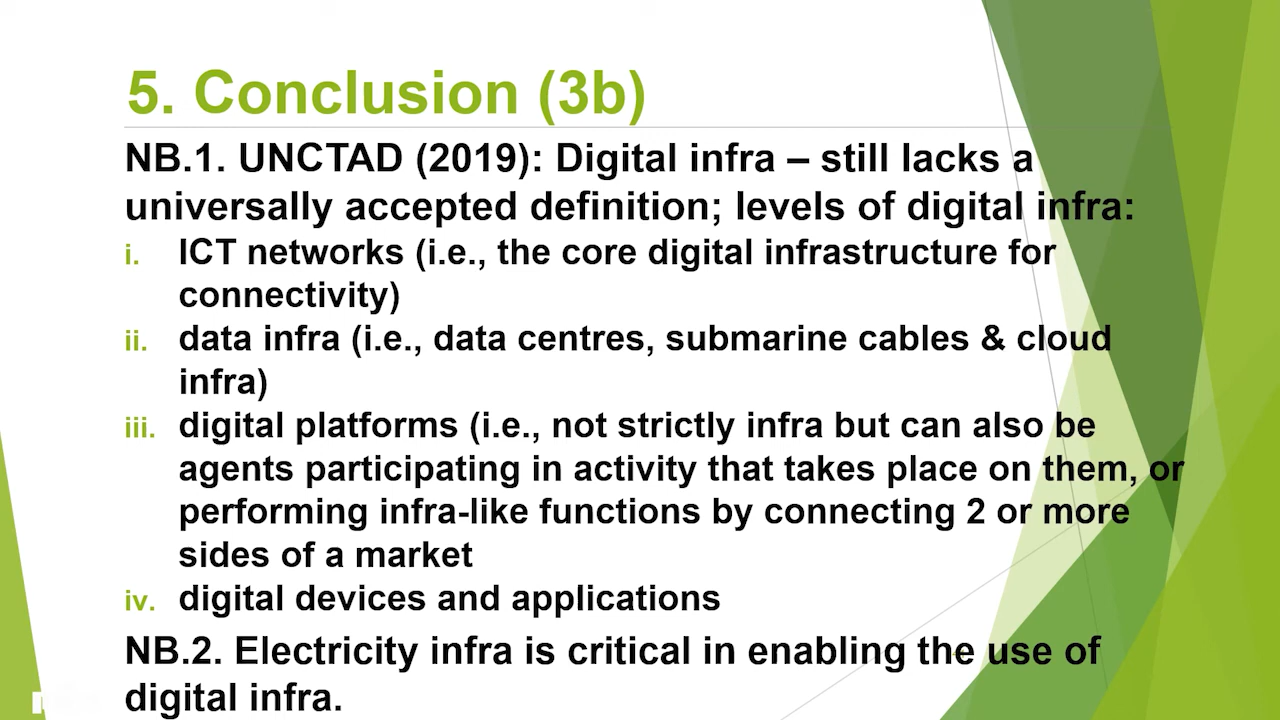 5. Conclusion (3b)
NB.1. UNCTAD (2019): Digital infra – still lacks a
universally accepted definition; levels of digital infra:
i. ICT networks (i.e., the core digital infrastructure for
connectivity)
ii. data infra (i.e., data centres, submarine cables & cloud
infra)
iii. digital platforms (i.e., not strictly infra but can also be
agents participating in activity that takes place on them, or
performing infra-like functions by connecting 2 or more
sides of a market
iv. digital devices and applications
NB.2. Electricity infra is critical in enabling the use of
digital infra.